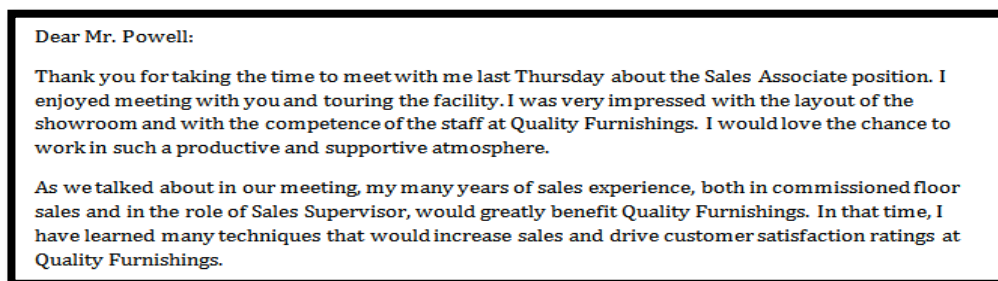 Dear Mr. Powell:
Thank you for taking the time to meet with me last Thursday about the Sales Associate position. I
enjoyed meeting with you and touring the facility. I was very impressed with the layout of the
showroom and with the competence of the staff at Quality Furnishings. I would love the chance to
work in such a productive and supportive atmosphere.
As we talked about in our meeting, my many years of sales experience, both in commissioned floor
sales and in the role of Sales Supervisor, would greatly benefit Quality Furnishings. In that time, I
have learned many techniques that would increase sales and drive customer satisfaction ratings at
Quality Furnishings.